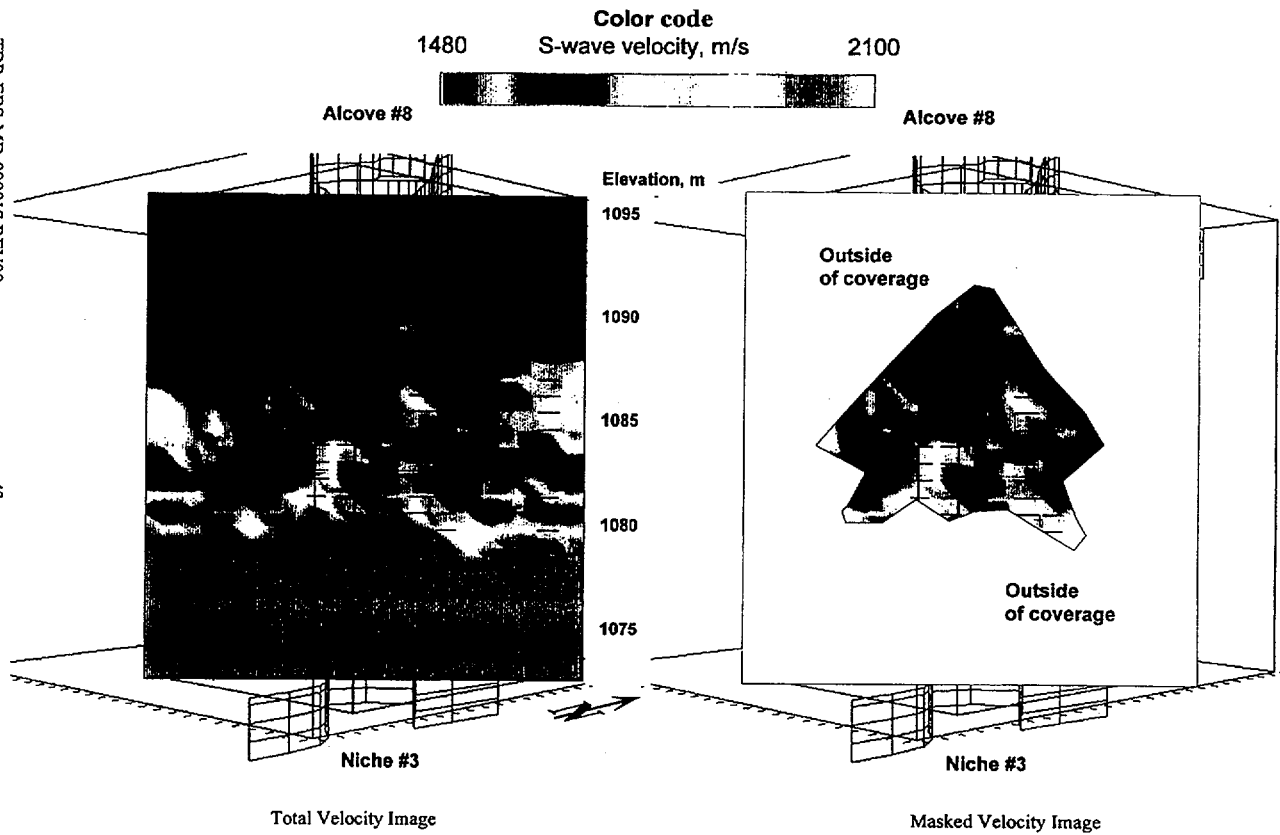 Color code
1480 S-wave velocity, m/s 2100
Alcove #8
Alcove #8
Elevation, m
1095
1090
1085
1080
1075
Outside
of coverage
Outside
of coverage
Niche #3
Niche #3
Total Velocity Image
Masked Velocity Image